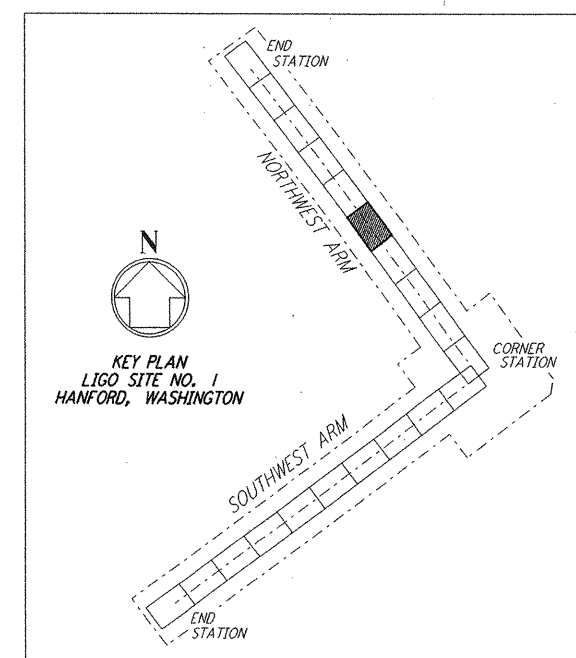 END
STATION
NORTHWEST ARM
N
KEY PLAN
LIGO SITE NO. 1
HANFORD, WASHINGTON
CORNER
STATION
SOUTHWEST ARM
END
STATION